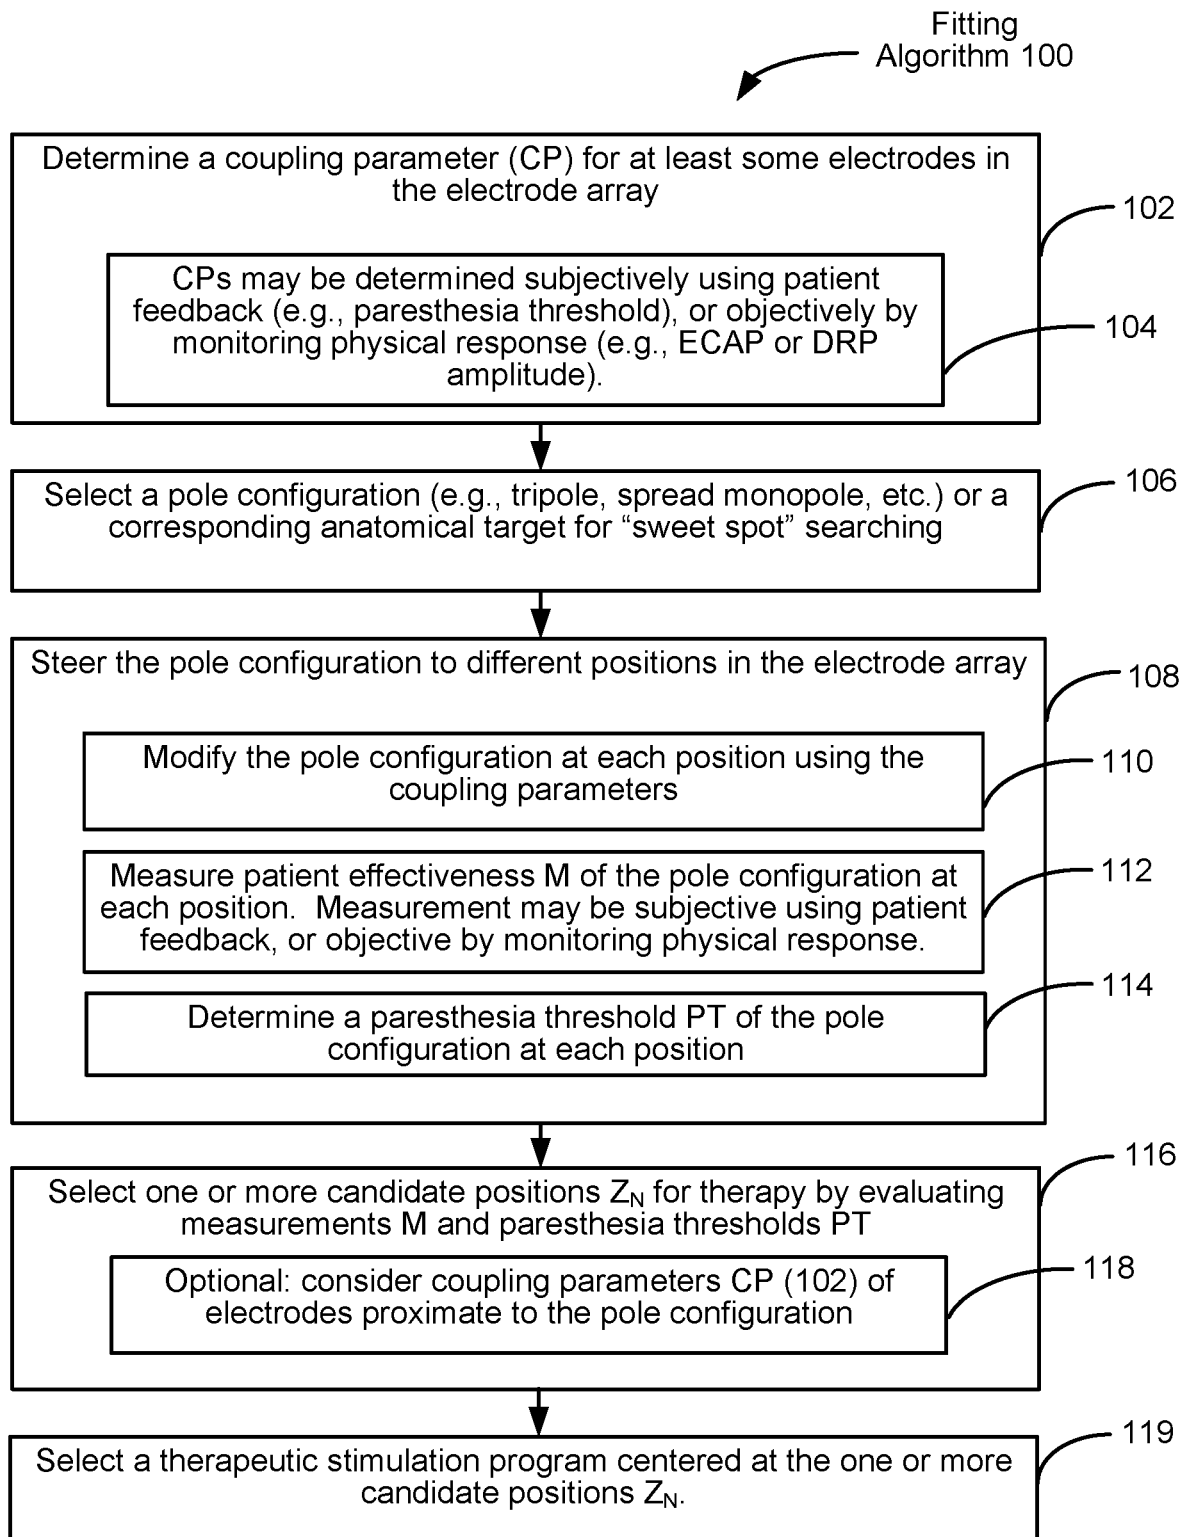 Fitting
Algorithm 100
Determine a coupling parameter (CP) for at least some electrodes in
the electrode array
102
CPs may be determined subjectively using patient
feedback (e.g., paresthesia threshold), or objectively by
monitoring physical response (e.g., ECAP or DRP
amplitude).
104
Select a pole configuration (e.g., tripole, spread monopole, etc.) or a
corresponding anatomical target for “sweet spot” searching
106
Steer the pole configuration to different positions in the electrode array
108
Modify the pole configuration at each position using the
coupling parameters
110
Measure patient effectiveness M of the pole configuration at
each position.  Measurement may be subjective using patient
feedback, or objective by monitoring physical response.
112
Determine a paresthesia threshold PT of the pole
configuration at each position
114
Select one or more candidate positions Z_N for therapy by evaluating
measurements M and paresthesia thresholds PT
116
Optional: consider coupling parameters CP (102) of
electrodes proximate to the pole configuration
118
Select a therapeutic stimulation program centered at the one or more
candidate positions Z_N.
119